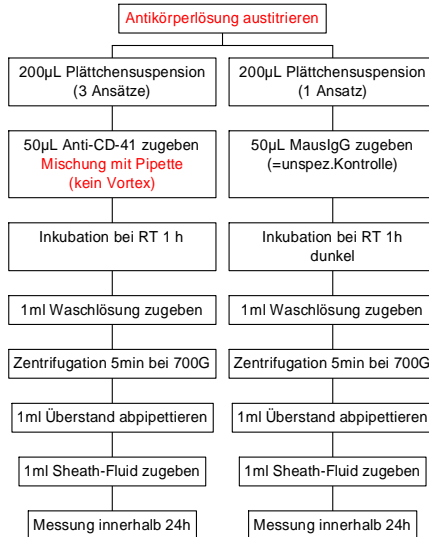 Antikörperlösung austitrieren
200µL Plättchensuspension
(3 Ansätze)
50µL Anti-CD-41 zugeben
Mischung mit Pipette
(kein Vortex)
Inkubation bei RT 1 h
1ml Waschlösung zugeben
Zentrifugation 5min bei 700G
1ml Überstand abpipettieren
1ml Sheath-Fluid zugeben
Messung innerhalb 24h
200µL Plättchensuspension
(1 Ansatz)
50µL MausIgG zugeben
(=unspez.Kontrolle)
Inkubation bei RT 1h
dunkel
1ml Waschlösung zugeben
Zentrifugation 5min bei 700G
1ml Überstand abpipettieren
1ml Sheath-Fluid zugeben
Messung innerhalb 24h